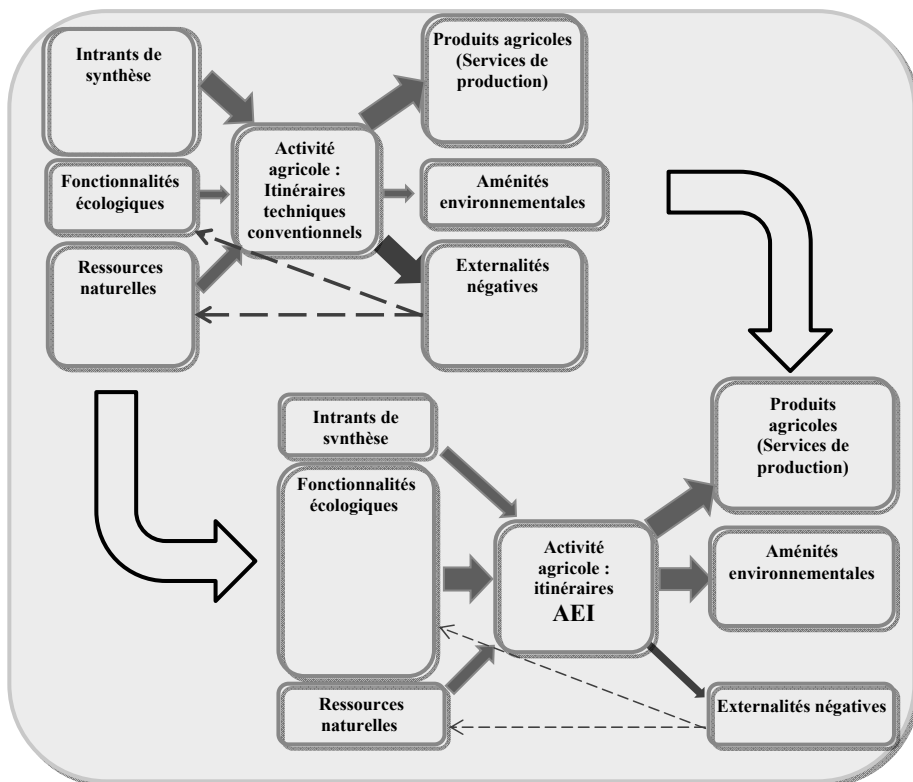 Intrants de
synthèse
Produits agricoles
(Services de
production)
Fonctionnalités
écologiques
Activité
agricole :
Itinéraires
techniques
conventionnels
Aménités
environnementales
Ressources
naturelles
Externalités
négatives
Intrants de
synthèse
Fonctionnalités
écologiques
Ressources
naturelles
Activité
agricole :
itinéraires
AEI
Produits
agricoles
(Services de
production)
Aménités
environnementales
Externalités négatives